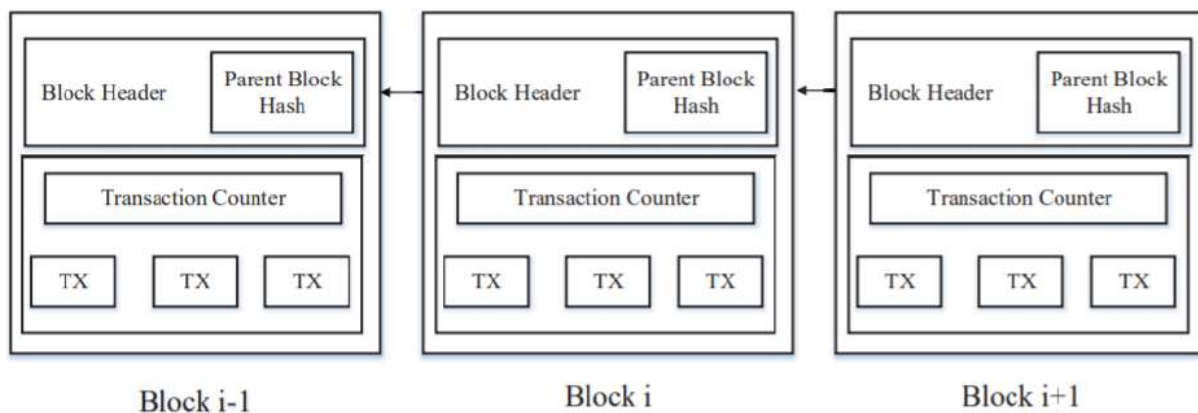 Block Header
Parent Block
Hash
Transaction Counter
TX TX TX
Block i-1
Block Header
Parent Block
Hash
Transaction Counter
TX TX TX
Block i
Block Header
Parent Block
Hash
Transaction Counter
TX TX TX
Block i+1